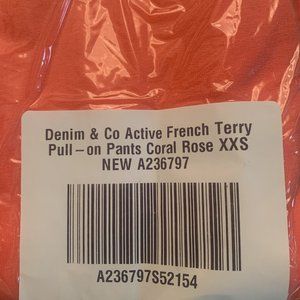 Denim & Co Active French Terry
Pull-on Pants Coral Rose XXS
NEW A236797
A236797S52154